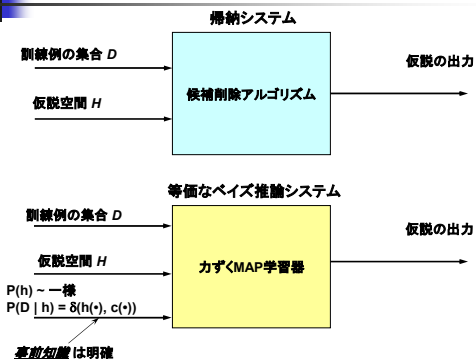 帰納システム
訓練例の集合 D
仮説空間 H
候補削除アルゴリズム
仮説の出力
等価なベイズ推論システム
訓練例の集合 D
仮説空間 H
P(h) ~ 一様
P(D | h) = δ(h(•), c(•))
力ずくMAP学習器
仮説の出力
事前知識 は明確